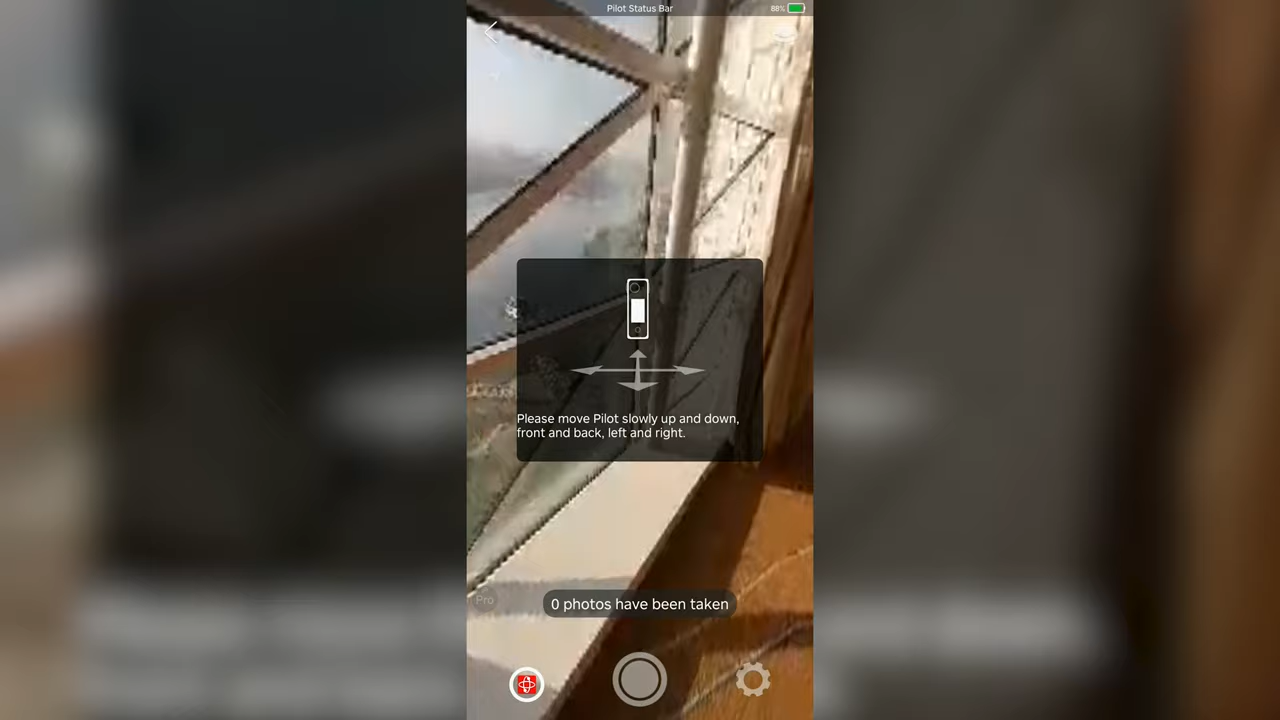 Pilot Status Bar
88%
Please move Pilot slowly up and down,
front and back, left and right.
Pro
0 photos have been taken